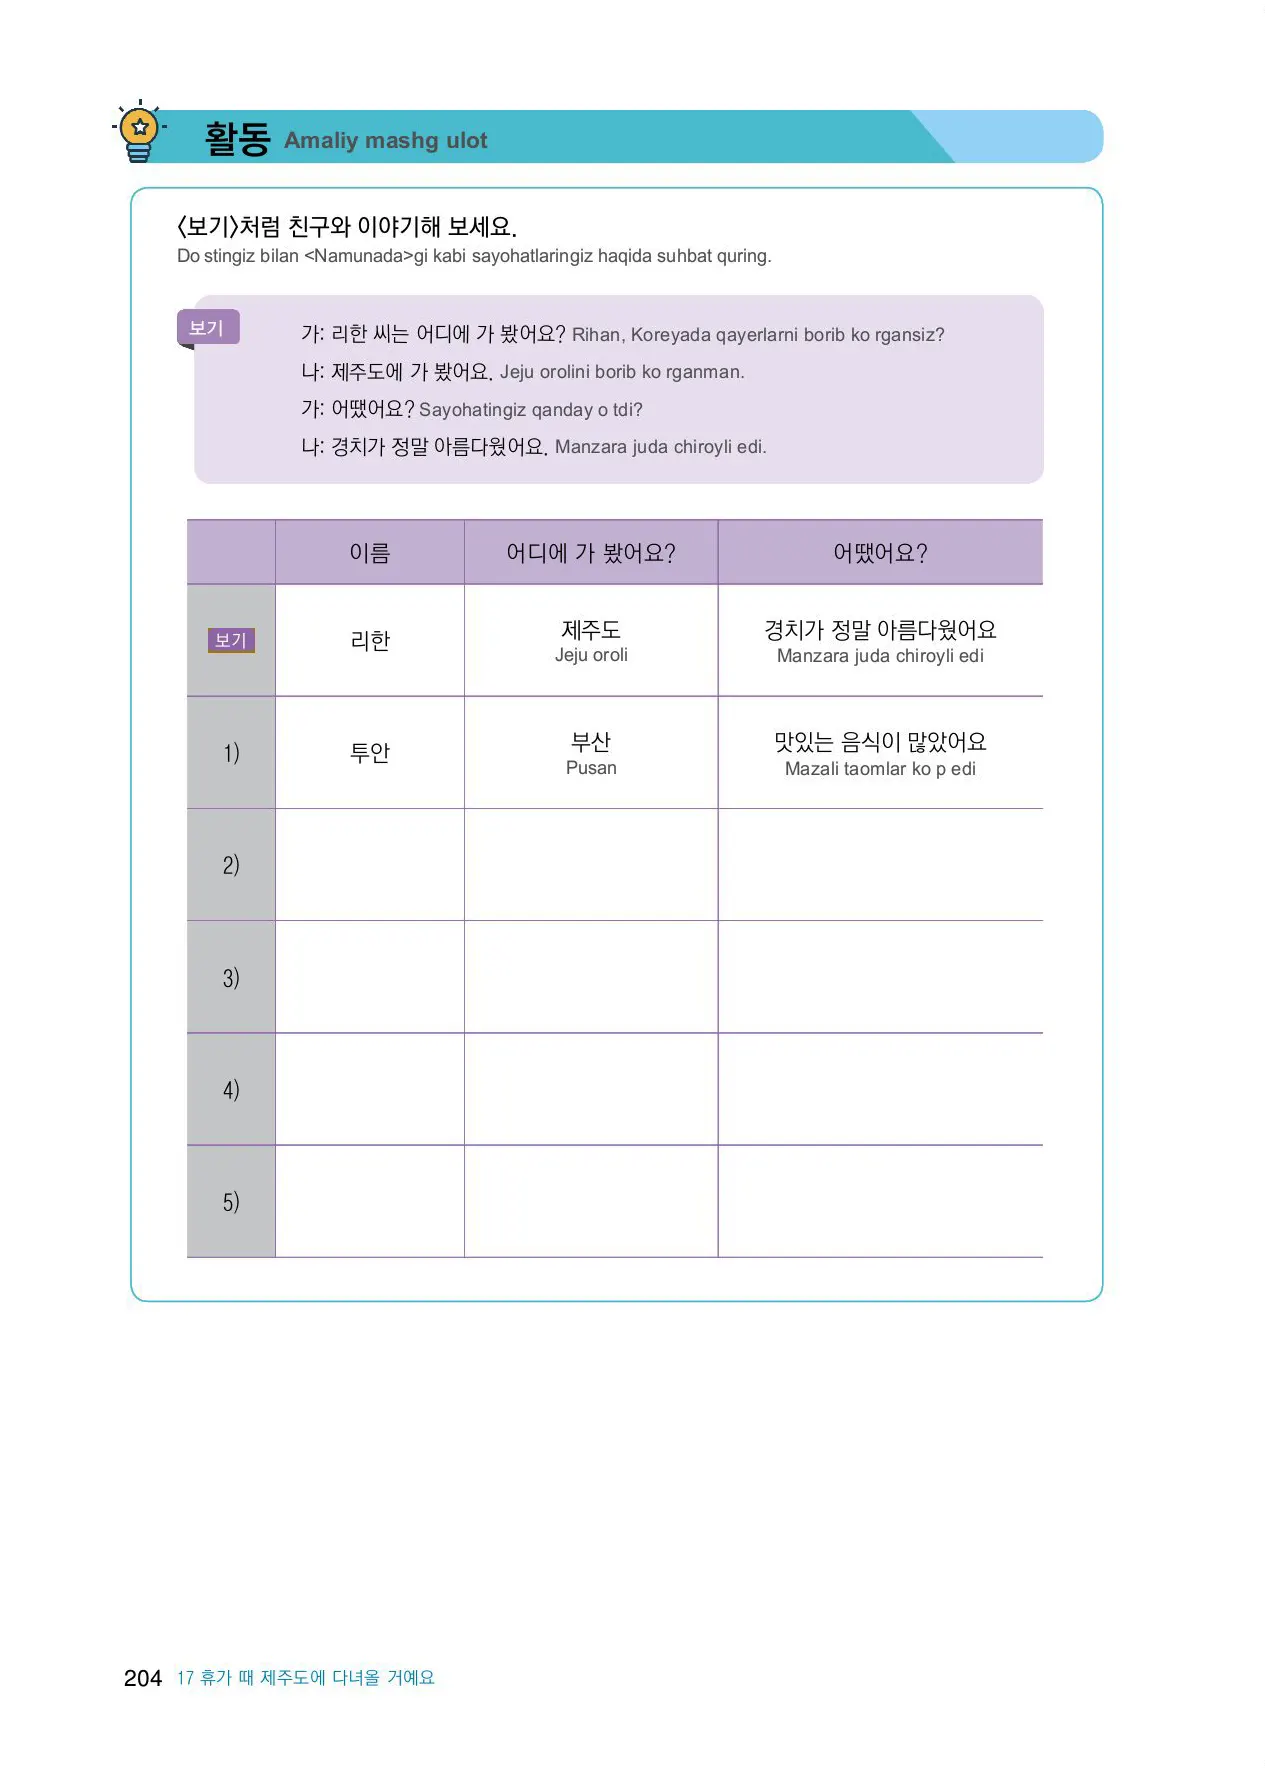 활동 Amaliy mashg ulot
<보기>처럼 친구와 이야기해 보세요.
Do stingiz bilan <Namunada>gi kabi sayohatlaringiz haqida suhbat quring.
보기
가: 리한 씨는 어디에 가 봤어요? Rihan, Koreyada qayerlarni borib ko rgansiz?
나: 제주도에 가 봤어요. Jeju orolini borib ko rganman.
가: 어땠어요? Sayohatingiz qanday o tdi?
나: 경치가 정말 아름다웠어요. Manzara juda chiroyli edi.
이름 어디에 가 봤어요? 어땠어요?
보기 리한 제주도 경치가 정말 아름다웠어요
Jeju oroli Manzara juda chiroyli edi
1) 투안 부산 맛있는 음식이 많았어요
Pusan Mazali taomlar ko p edi
2)
3)
4)
5)
204 17 휴가 때 제주도에 다녀올 거예요